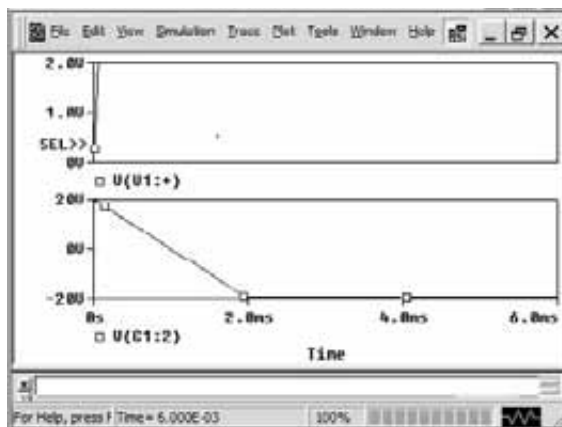 File Edit View Simulation Trace Plot Tools Window Help
2.0V
1.0V
SEL>>
0V
V(V1:+)
20V
0V
-20V
0s 2.0ms 4.0ms 6.0ms
V(C1:2)
Time
For Help, press F Time= 6.000E-03 100%